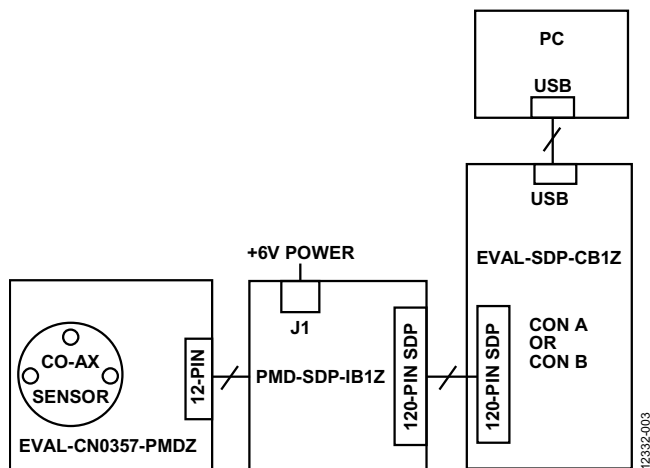 PC
USB
USB
EVAL-SDP-CB1Z
+6V POWER
J1
CO-AX
SENSOR
12-PIN
PMD-SDP-IB1Z
120-PIN SDP
120-PIN SDP
CON A
OR
CON B
EVAL-CN0357-PMDZ
12332-003